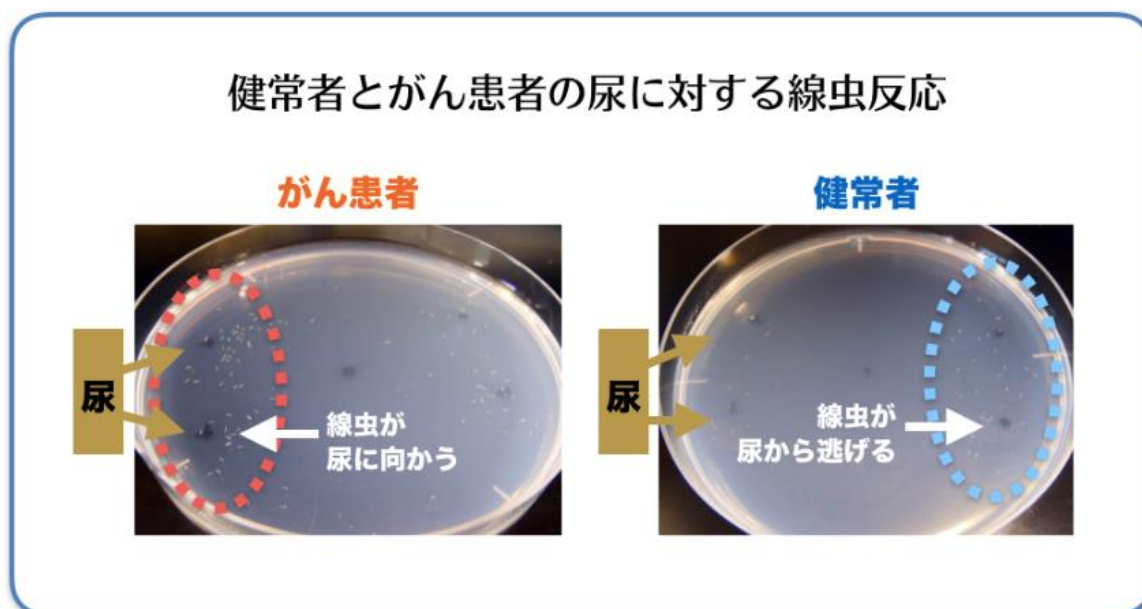 健常者とがん患者の尿に対する線虫反応
がん患者
健常者
尿
線虫が
尿に向かう
尿
線虫が
尿から逃げる